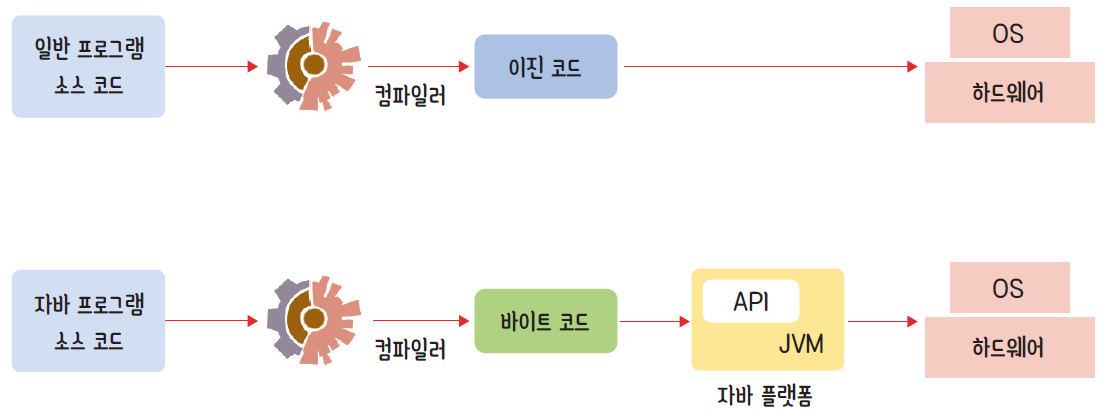 일반 프로그램
소스 코드
컴파일러
이진 코드
OS
하드웨어
자바 프로그램
소스 코드
컴파일러
바이트 코드
API
JVM
자바 플랫폼
OS
하드웨어